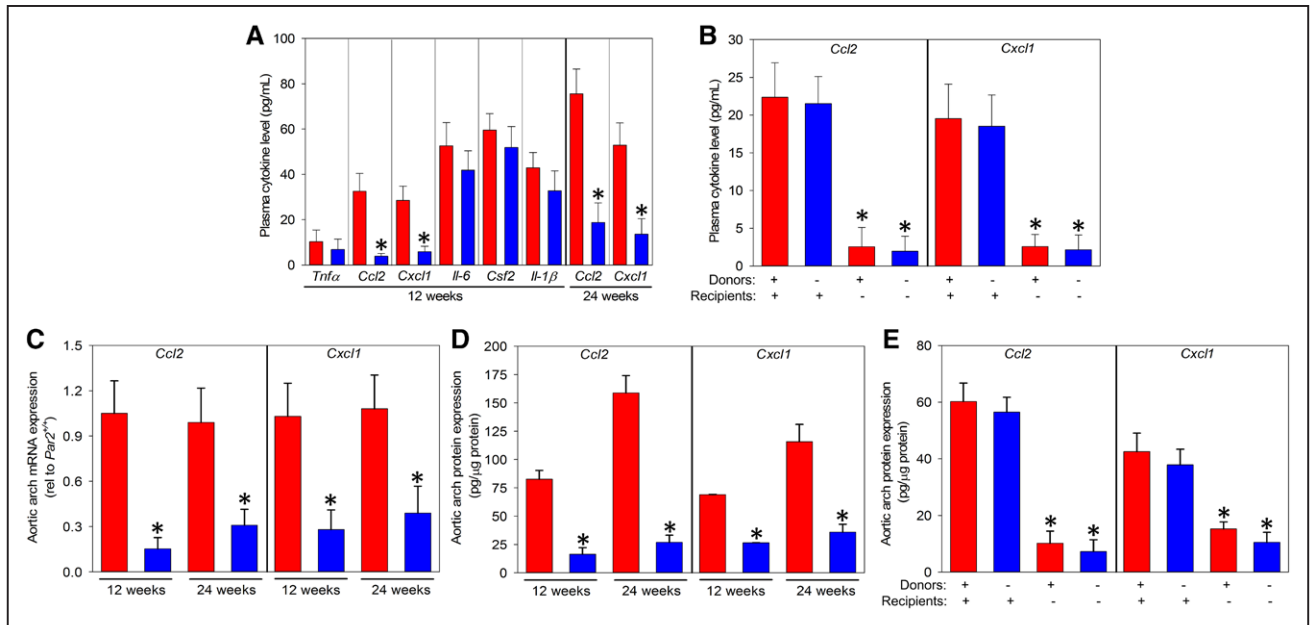 A
Plasma cytokine level (pg/mL)
100
80
60
40
20
0
* * * *
Tnfα Ccl2 Cxcl1 Il-6 Csf2 Il-1β Ccl2 Cxcl1
12 weeks 24 weeks
B
Plasma cytokine level (pg/mL)
Ccl2 Cxcl1
30
25
20
15
10
5
0
* * * *
Donors: + - + - + - + -
Recipients: + + - - + + - -
C
Aortic arch mRNA expression
(rel to Par2+/+)
Ccl2 Cxcl1
1.5
1.2
0.9
0.6
0.3
0.0
* * * *
12 weeks 24 weeks 12 weeks 24 weeks
D
Aortic arch protein expression
(pg/µg protein)
Ccl2 Cxcl1
200
175
150
125
100
75
50
25
0
* * * *
12 weeks 24 weeks 12 weeks 24 weeks
E
Aortic arch protein expression
(pg/µg protein)
Ccl2 Cxcl1
80
60
40
20
0
* * * *
Donors: + - + - + - + -
Recipients: + + - - + + - -